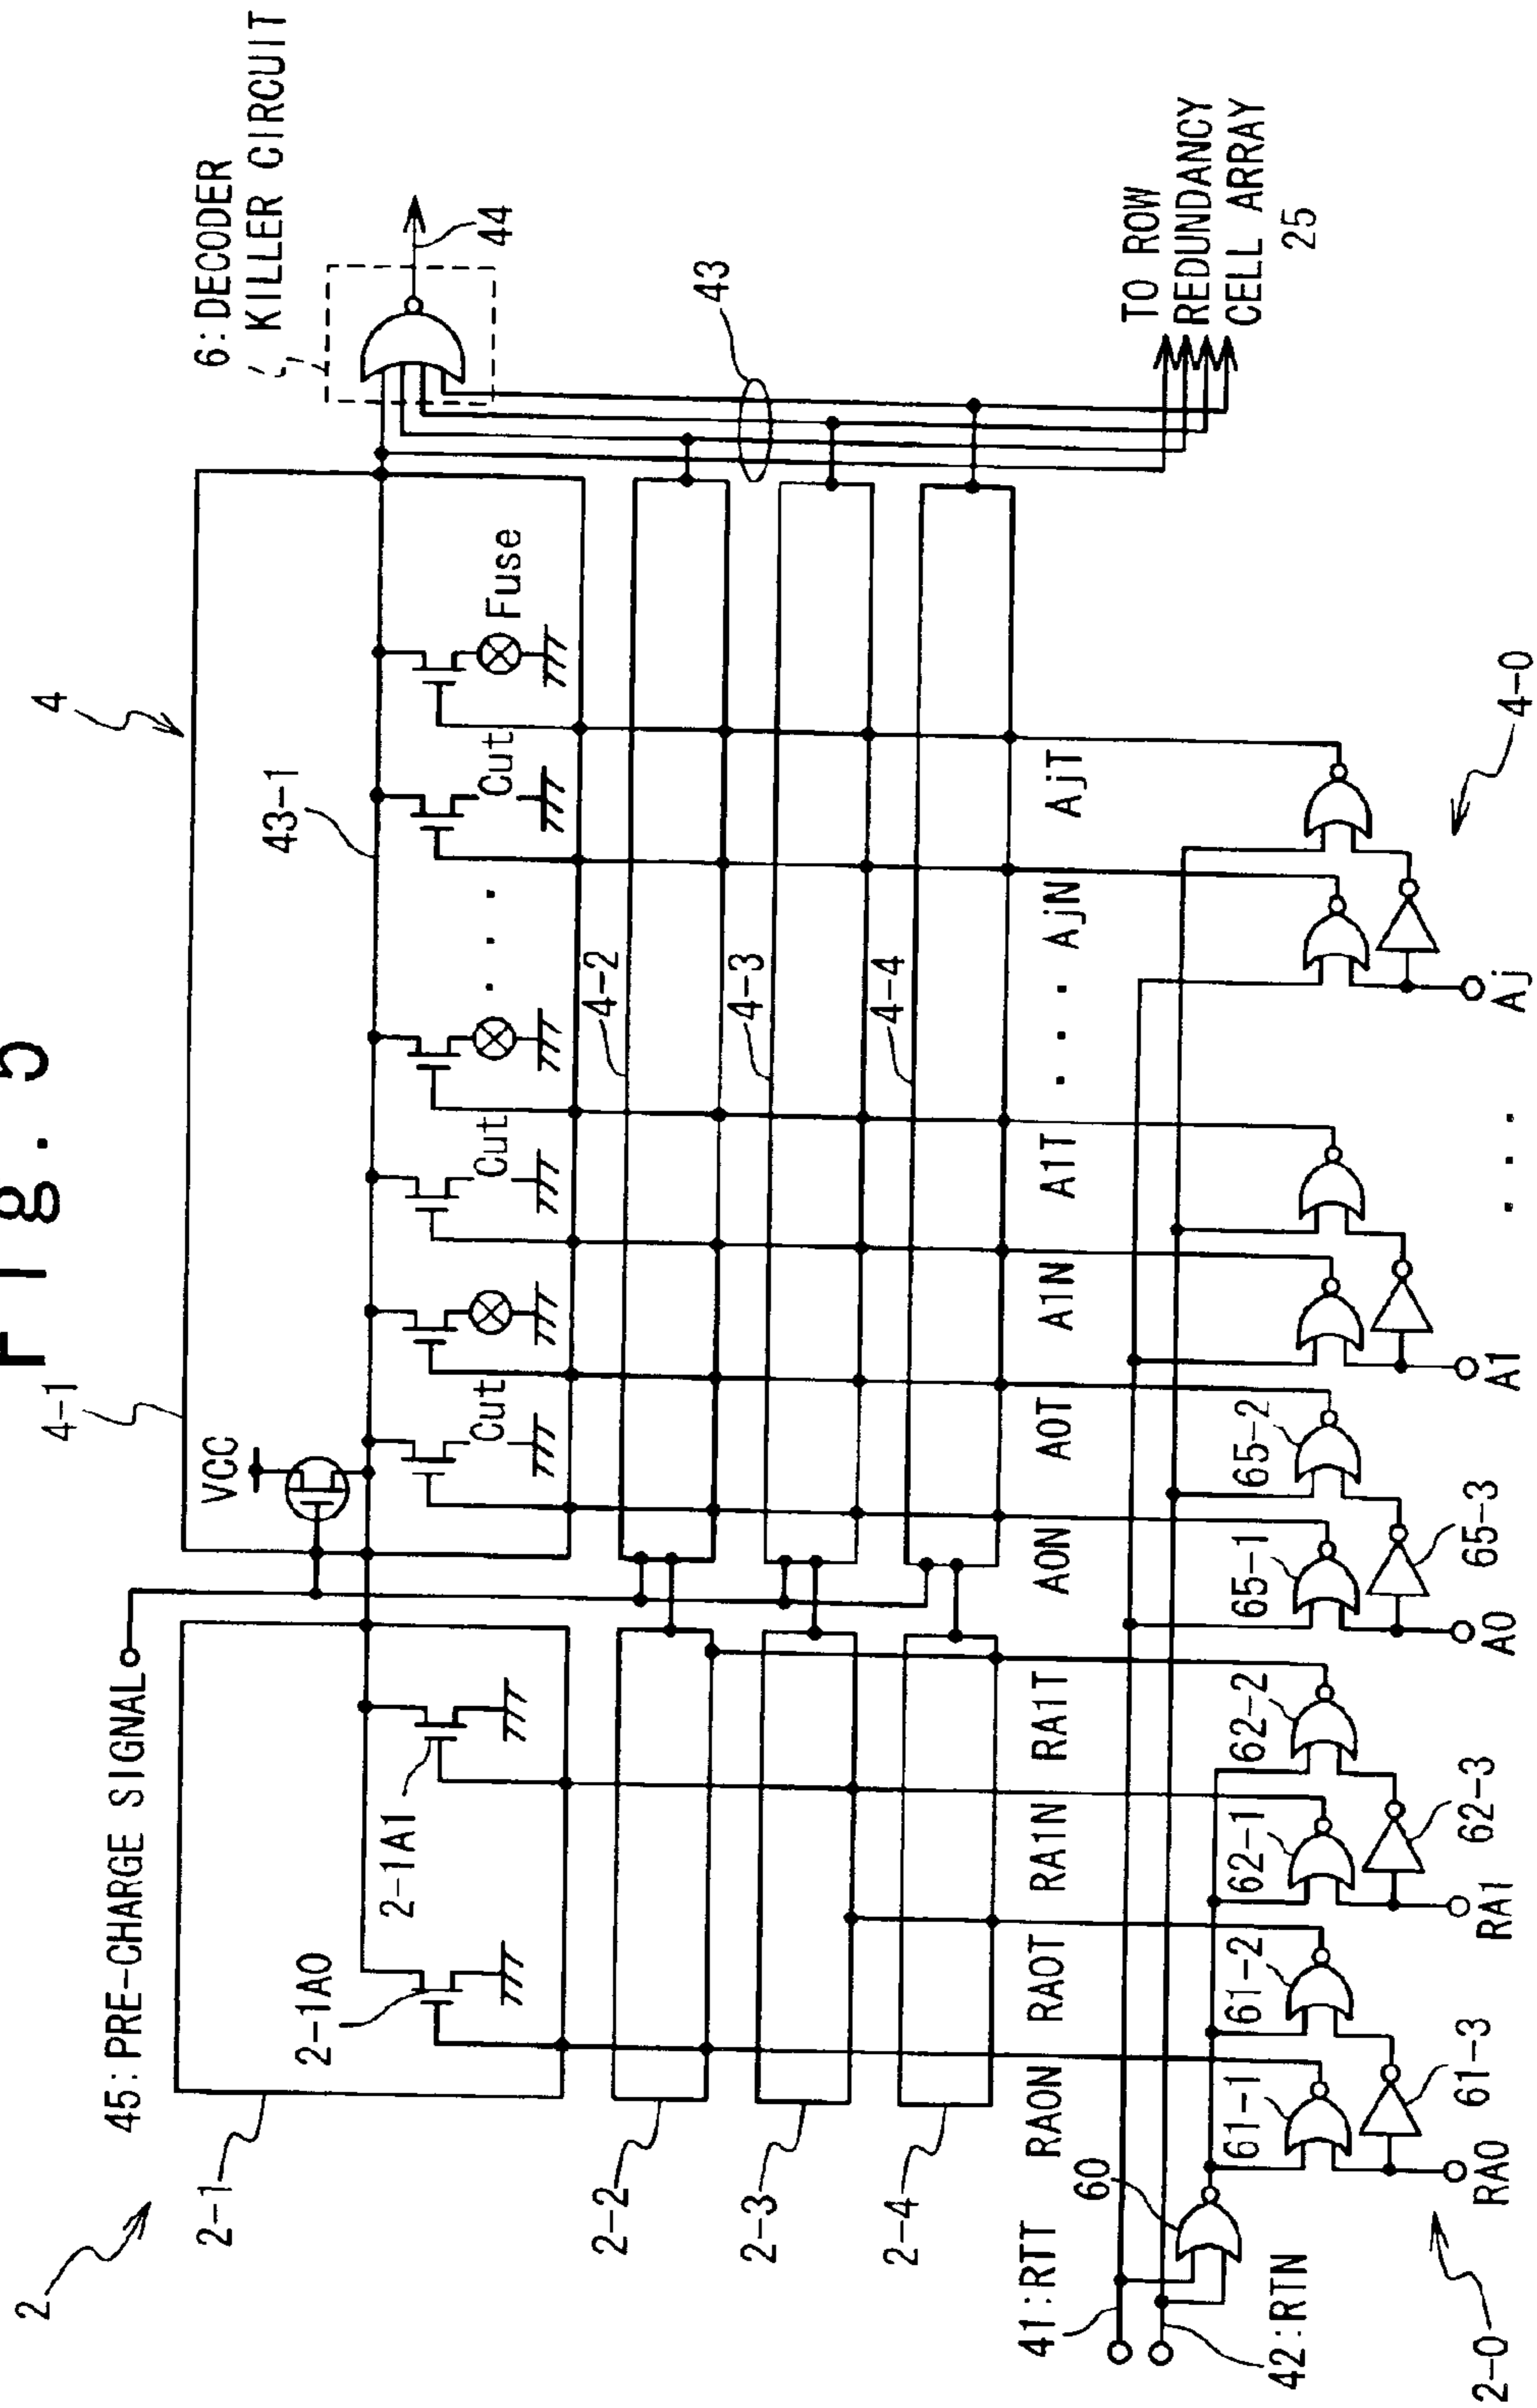 Fig. 5
2
2-1
45:PRE-CHARGE SIGNAL
4-1
4
6:DECODER
KILLER CIRCUIT
VCC
43-1
44
2-1A0
2-1A1
Cut
Cut
Cut
Fuse
43
2-2
2-3
2-4
4-2
4-3
4-4
TO ROW
REDUNDANCY
CELL ARRAY
25
RA0N
RA0T
RA1N
RA1T
A0N
A0T
A1N
A1T
. . .
AjN
AjT
41:RTT
42:RTN
60
61-1
61-2
61-3
62-1
62-2
62-3
65-1
65-2
65-3
2-0
RA0
RA1
A0
A1
. . .
Aj
4-0